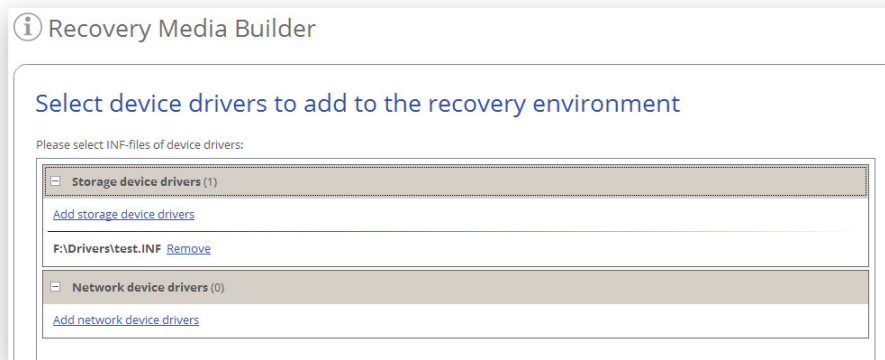 Recovery Media Builder
Select device drivers to add to the recovery environment
Please select INF-files of device drivers:
Storage device drivers (1)
Add storage device drivers
F:\Drivers\test.INF Remove
Network device drivers (0)
Add network device drivers